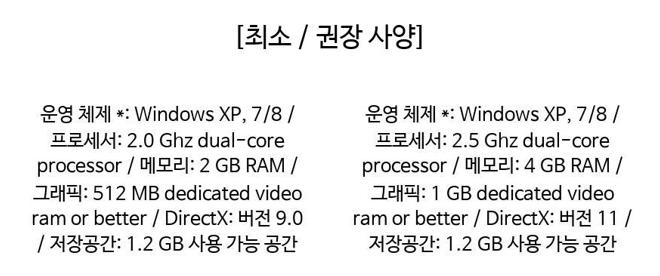 [최소 / 권장 사양]
운영 체제 *: Windows XP, 7/8 /
프로세서: 2.0 Ghz dual-core
processor / 메모리: 2 GB RAM /
그래픽: 512 MB dedicated video
ram or better / DirectX: 버전 9.0
/ 저장공간: 1.2 GB 사용 가능 공간
운영 체제 *: Windows XP, 7/8 /
프로세서: 2.5 Ghz dual-core
processor / 메모리: 4 GB RAM /
그래픽: 1 GB dedicated video
ram or better / DirectX: 버전 11 /
저장공간: 1.2 GB 사용 가능 공간